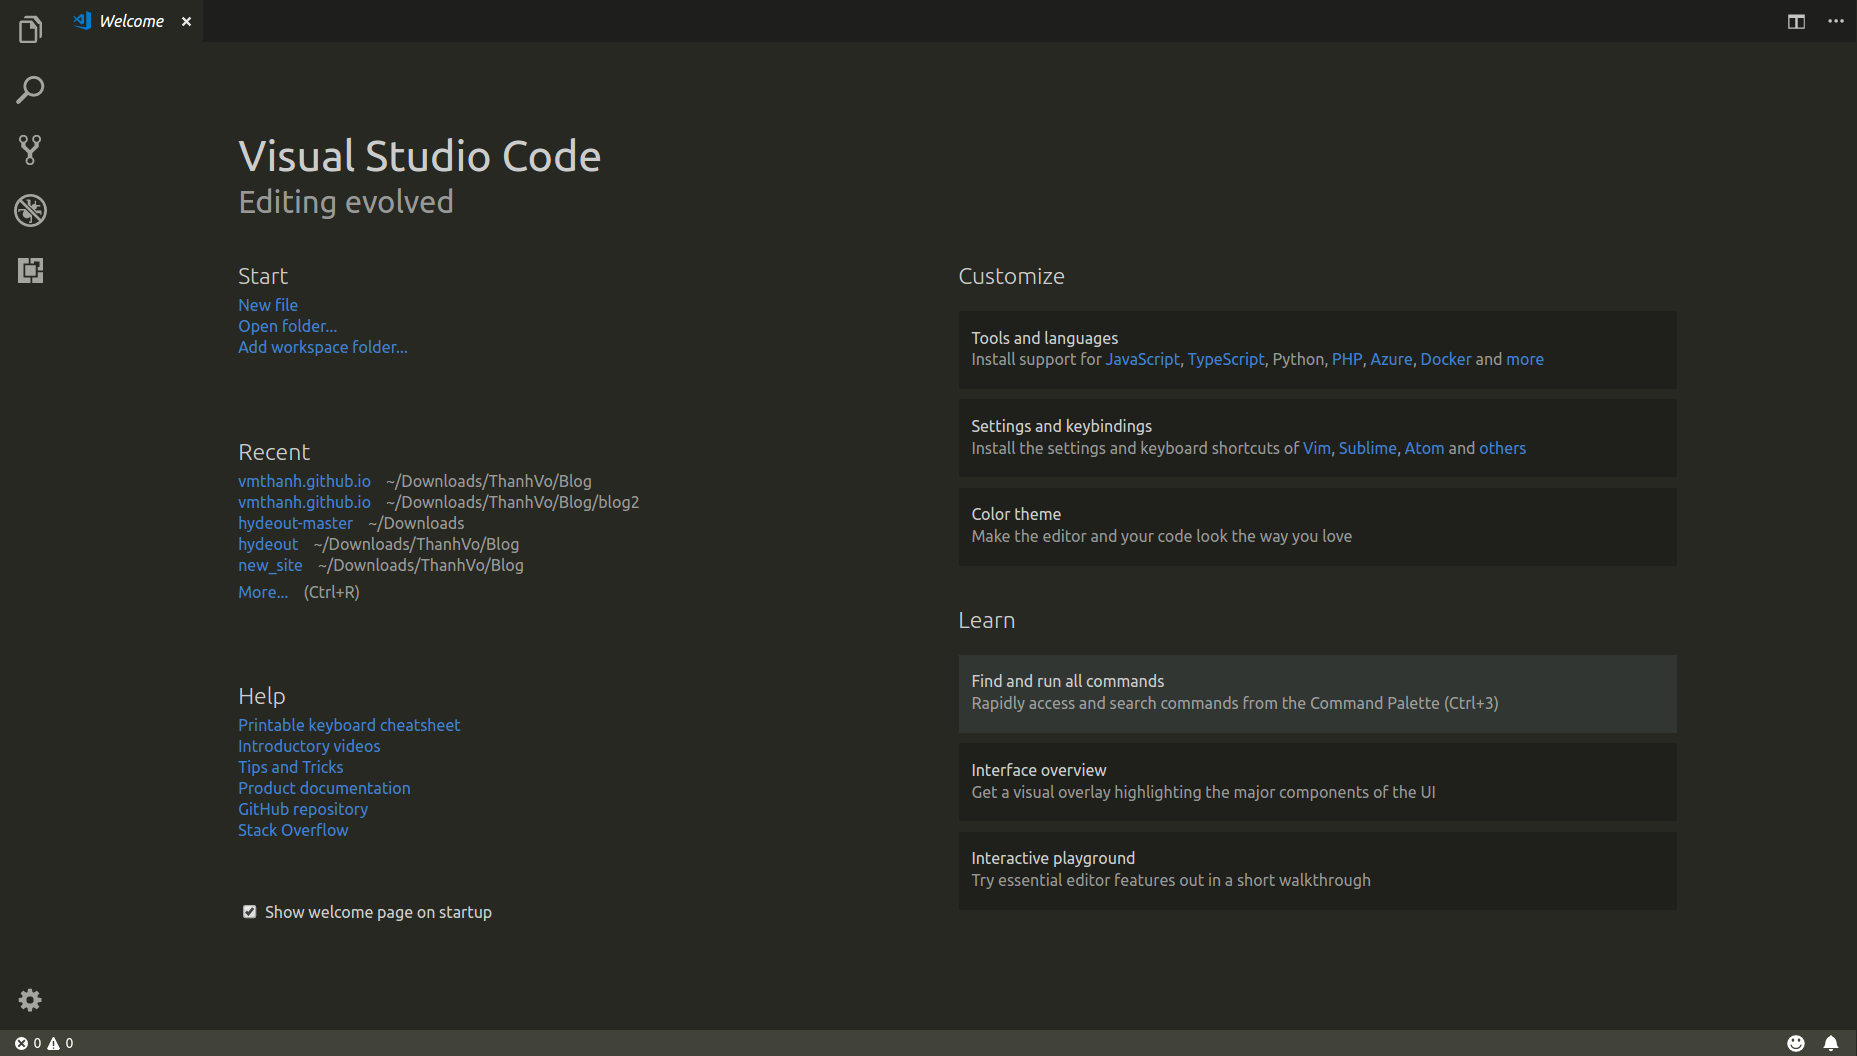 Welcome
Visual Studio Code
Editing evolved
Start
New file
Open folder...
Add workspace folder...
Recent
vmthanh.github.io ~/Downloads/ThanhVo/Blog
vmthanh.github.io ~/Downloads/ThanhVo/Blog/blog2
hydeout-master ~/Downloads
hydeout ~/Downloads/ThanhVo/Blog
new_site ~/Downloads/ThanhVo/Blog
More... (Ctrl+R)
Help
Printable keyboard cheatsheet
Introductory videos
Tips and Tricks
Product documentation
GitHub repository
Stack Overflow
Show welcome page on startup
Customize
Tools and languages
Install support for JavaScript, TypeScript, Python, PHP, Azure, Docker and more
Settings and keybindings
Install the settings and keyboard shortcuts of Vim, Sublime, Atom and others
Color theme
Make the editor and your code look the way you love
Learn
Find and run all commands
Rapidly access and search commands from the Command Palette (Ctrl+3)
Interface overview
Get a visual overlay highlighting the major components of the UI
Interactive playground
Try essential editor features out in a short walkthrough
0 0